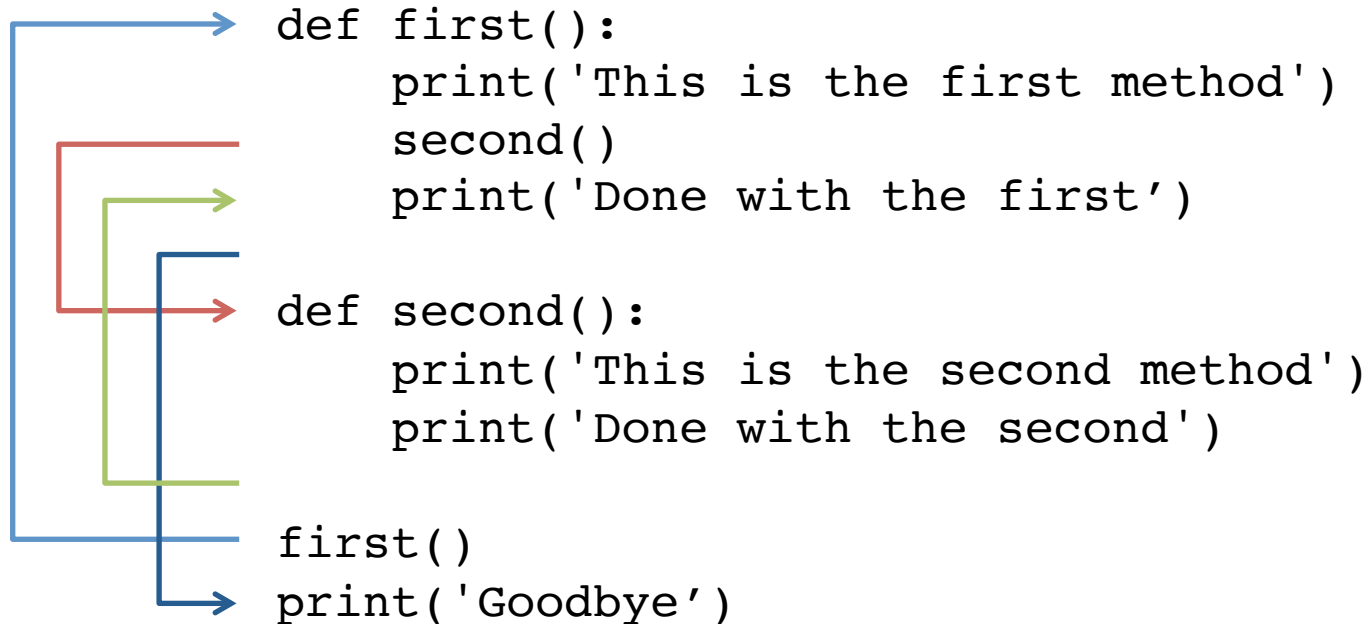 def first():
    print('This is the first method')
    second()
    print('Done with the first’)
def second():
    print('This is the second method')
    print('Done with the second')
first()
print('Goodbye’)